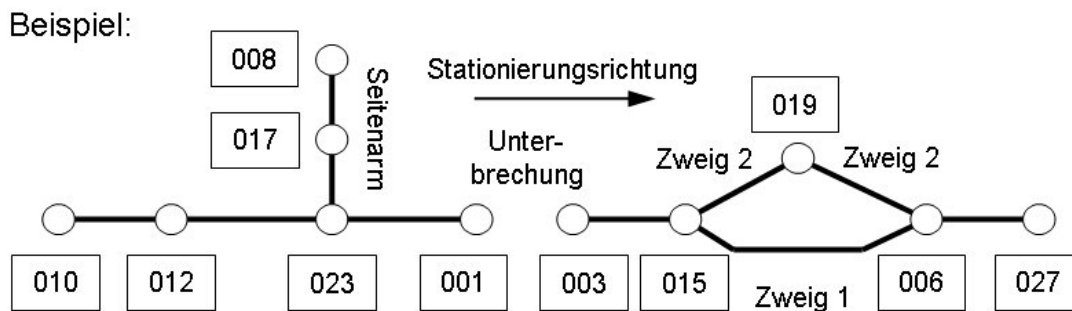 Beispiel:
008
Seitenarm
Stationierungsrichtung
019
017
Unter-
brechung
Zweig 2
Zweig 2
010
012
023
001
003
015
Zweig 1
006
027